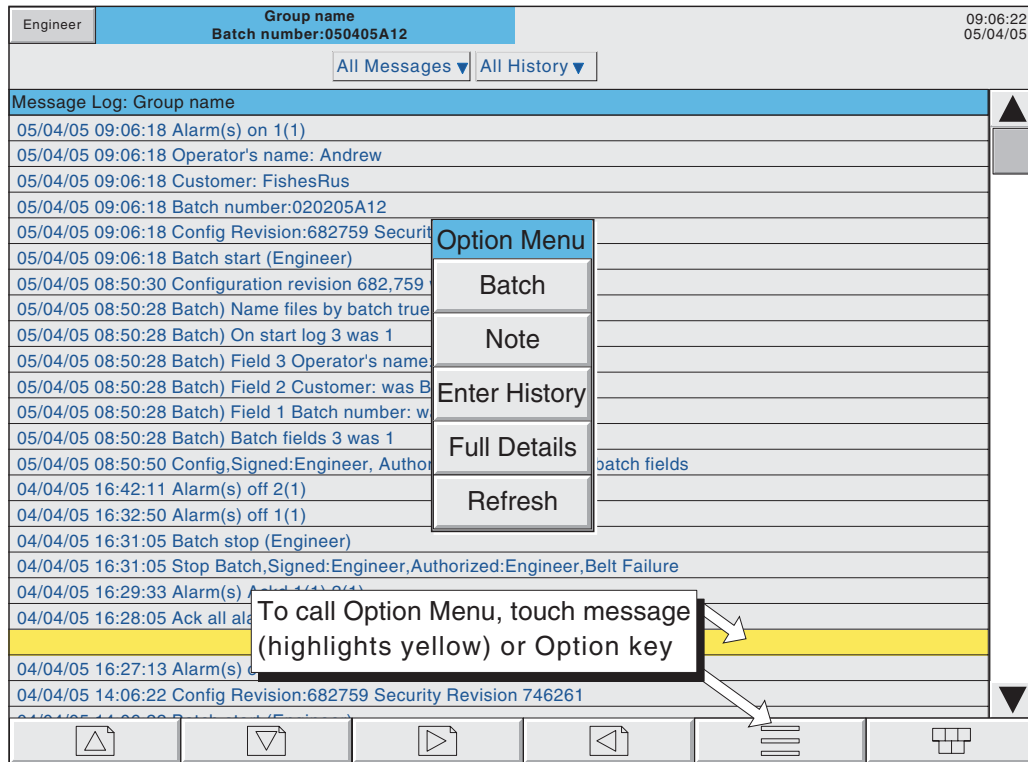 Engineer
Group name
Batch number:050405A12
09:06:22
05/04/05
All Messages
All History
Message Log: Group name
05/04/05 09:06:18 Alarm(s) on 1(1)
05/04/05 09:06:18 Operator's name: Andrew
05/04/05 09:06:18 Customer: FishesRus
05/04/05 09:06:18 Batch number:020205A12
05/04/05 09:06:18 Config Revision:682759
05/04/05 09:06:18 Batch start (Engineer)
05/04/05 08:50:30 Configuration revision 682,759
05/04/05 08:50:28 Batch) Name files by batch true
05/04/05 08:50:28 Batch) On start log 3 was 1
05/04/05 08:50:28 Batch) Field 3 Operator's name:
05/04/05 08:50:28 Batch) Field 2 Customer: was B
05/04/05 08:50:28 Batch) Field 1 Batch number:
05/04/05 08:50:28 Batch) Batch fields 3 was 1
05/04/05 08:50:50 Config,Signed:Engineer, batch fields
04/04/05 16:42:11 Alarm(s) off 2(1)
04/04/05 16:32:50 Alarm(s) off 1(1)
04/04/05 16:31:05 Batch stop (Engineer)
04/04/05 16:31:05 Stop Batch,Signed:Engineer,Authorized:Engineer,Belt Failure
04/04/05 16:29:33 Alarm(s) Ackd 1(1) 2(1)
04/04/05 16:28:05 Ack all
04/04/05 16:27:13 Alarm(s)
04/04/05 14:06:22 Config Revision:682759 Security Revision 746261
Option Menu
Batch
Note
Enter History
Full Details
Refresh
To call Option Menu, touch message
(highlights yellow) or Option key